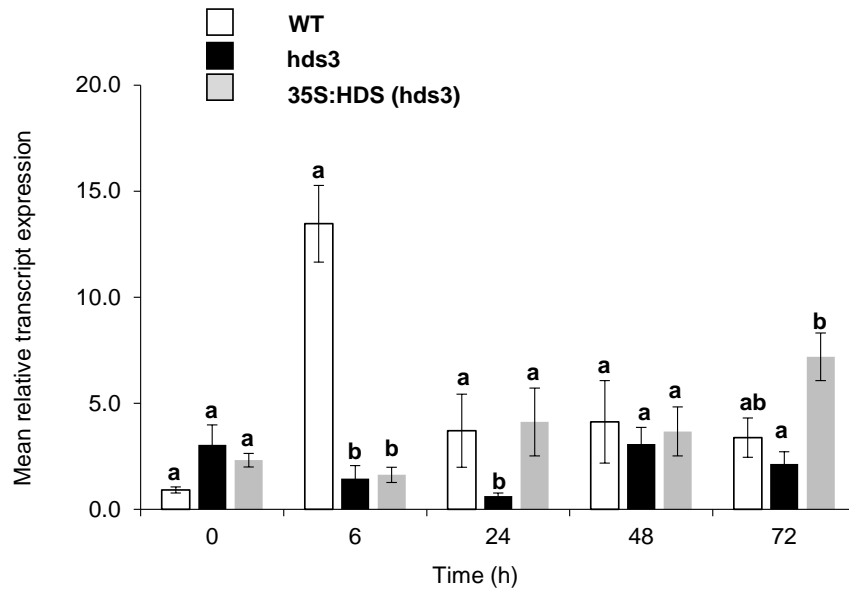 WT
hds3
35S:HDS (hds3)
Mean relative transcript expression
20.0
15.0
10.0
5.0
0.0
a a a
a b b
a b a
a a a
ab a b
0 6 24 48 72
Time (h)